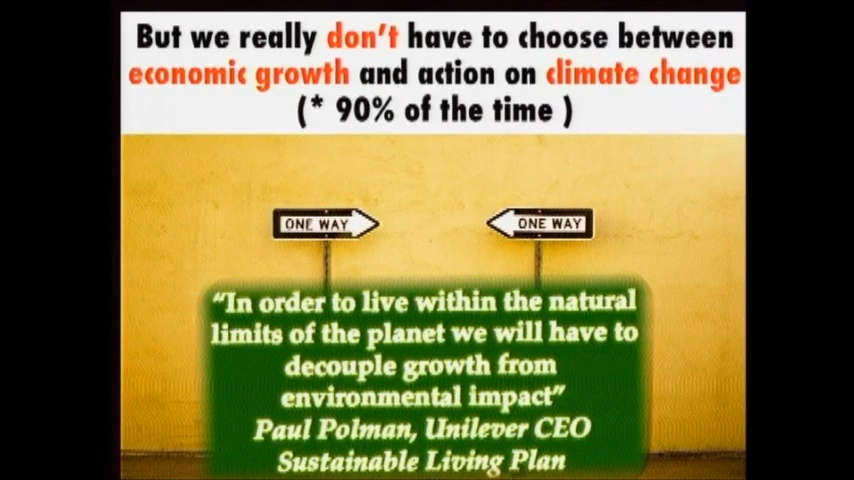 But we really don't have to choose between
economic growth and action on climate change
(* 90% of the time )
ONE WAY
ONE WAY
“In order to live within the natural
limits of the planet we will have to
decouple growth from
environmental impact”
Paul Polman, Unilever CEO
Sustainable Living Plan